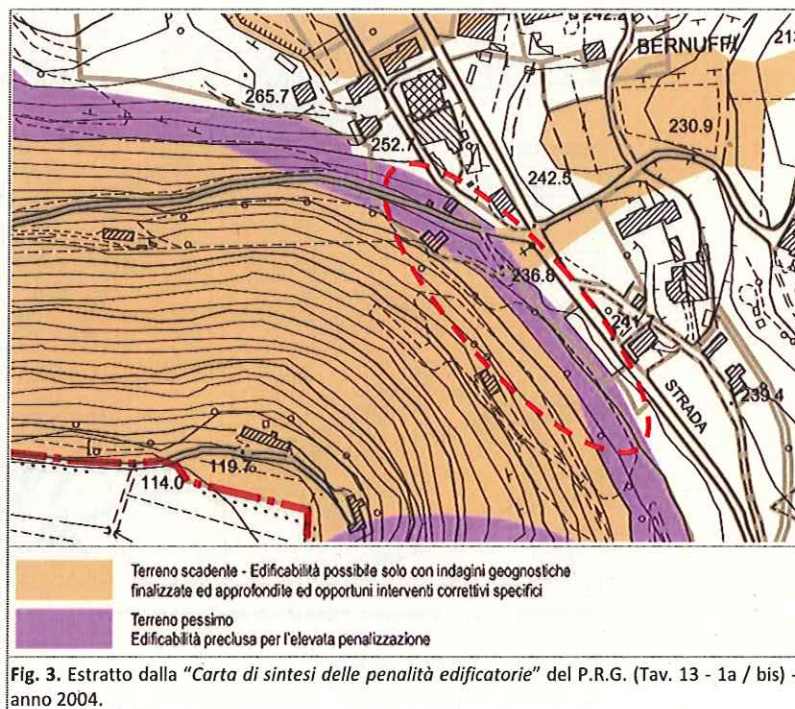 242.2
BERNUFFI
213
265.7
252.7
230.9
242.5
236.8
STRADA
239.4
119.7
114.0
Terreno scadente - Edificabilità possibile solo con indagini geognostiche
finalizzate ed approfondite ed opportuni interventi correttivi specifici
Terreno pessimo
Edificabilità preclusa per l'elevata penalizzazione
Fig. 3. Estratto dalla "Carta di sintesi delle penalità edificatorie" del P.R.G. (Tav. 13 - 1a / bis) -
anno 2004.